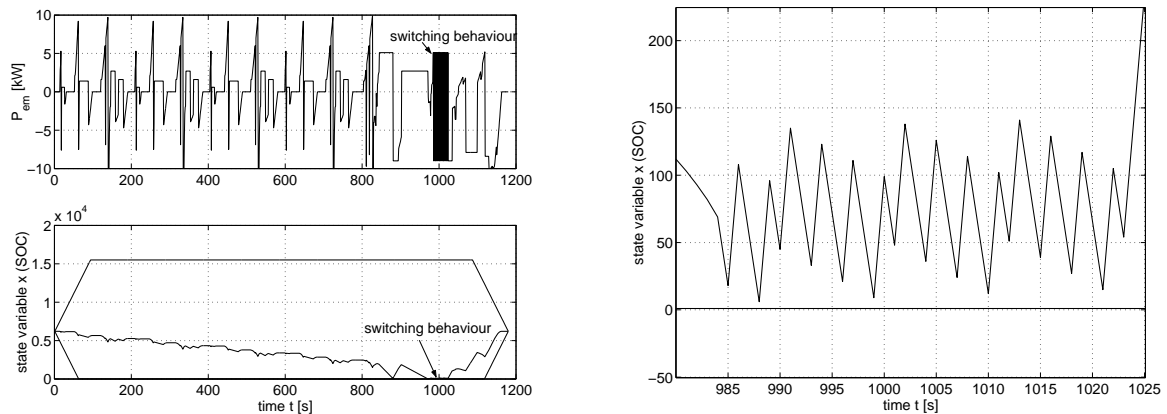 10
5
0
−5
−10
P_em [kW]
switching behaviour
0 200 400 600 800 1000 1200
x 10^4
2
1.5
1
0.5
0
state variable x (SOC)
switching behaviour
0 200 400 600 800 1000 1200
time t [s]
200
150
100
50
0
−50
state variable x (SOC)
985 990 995 1000 1005 1010 1015 1020 1025
time t [s]